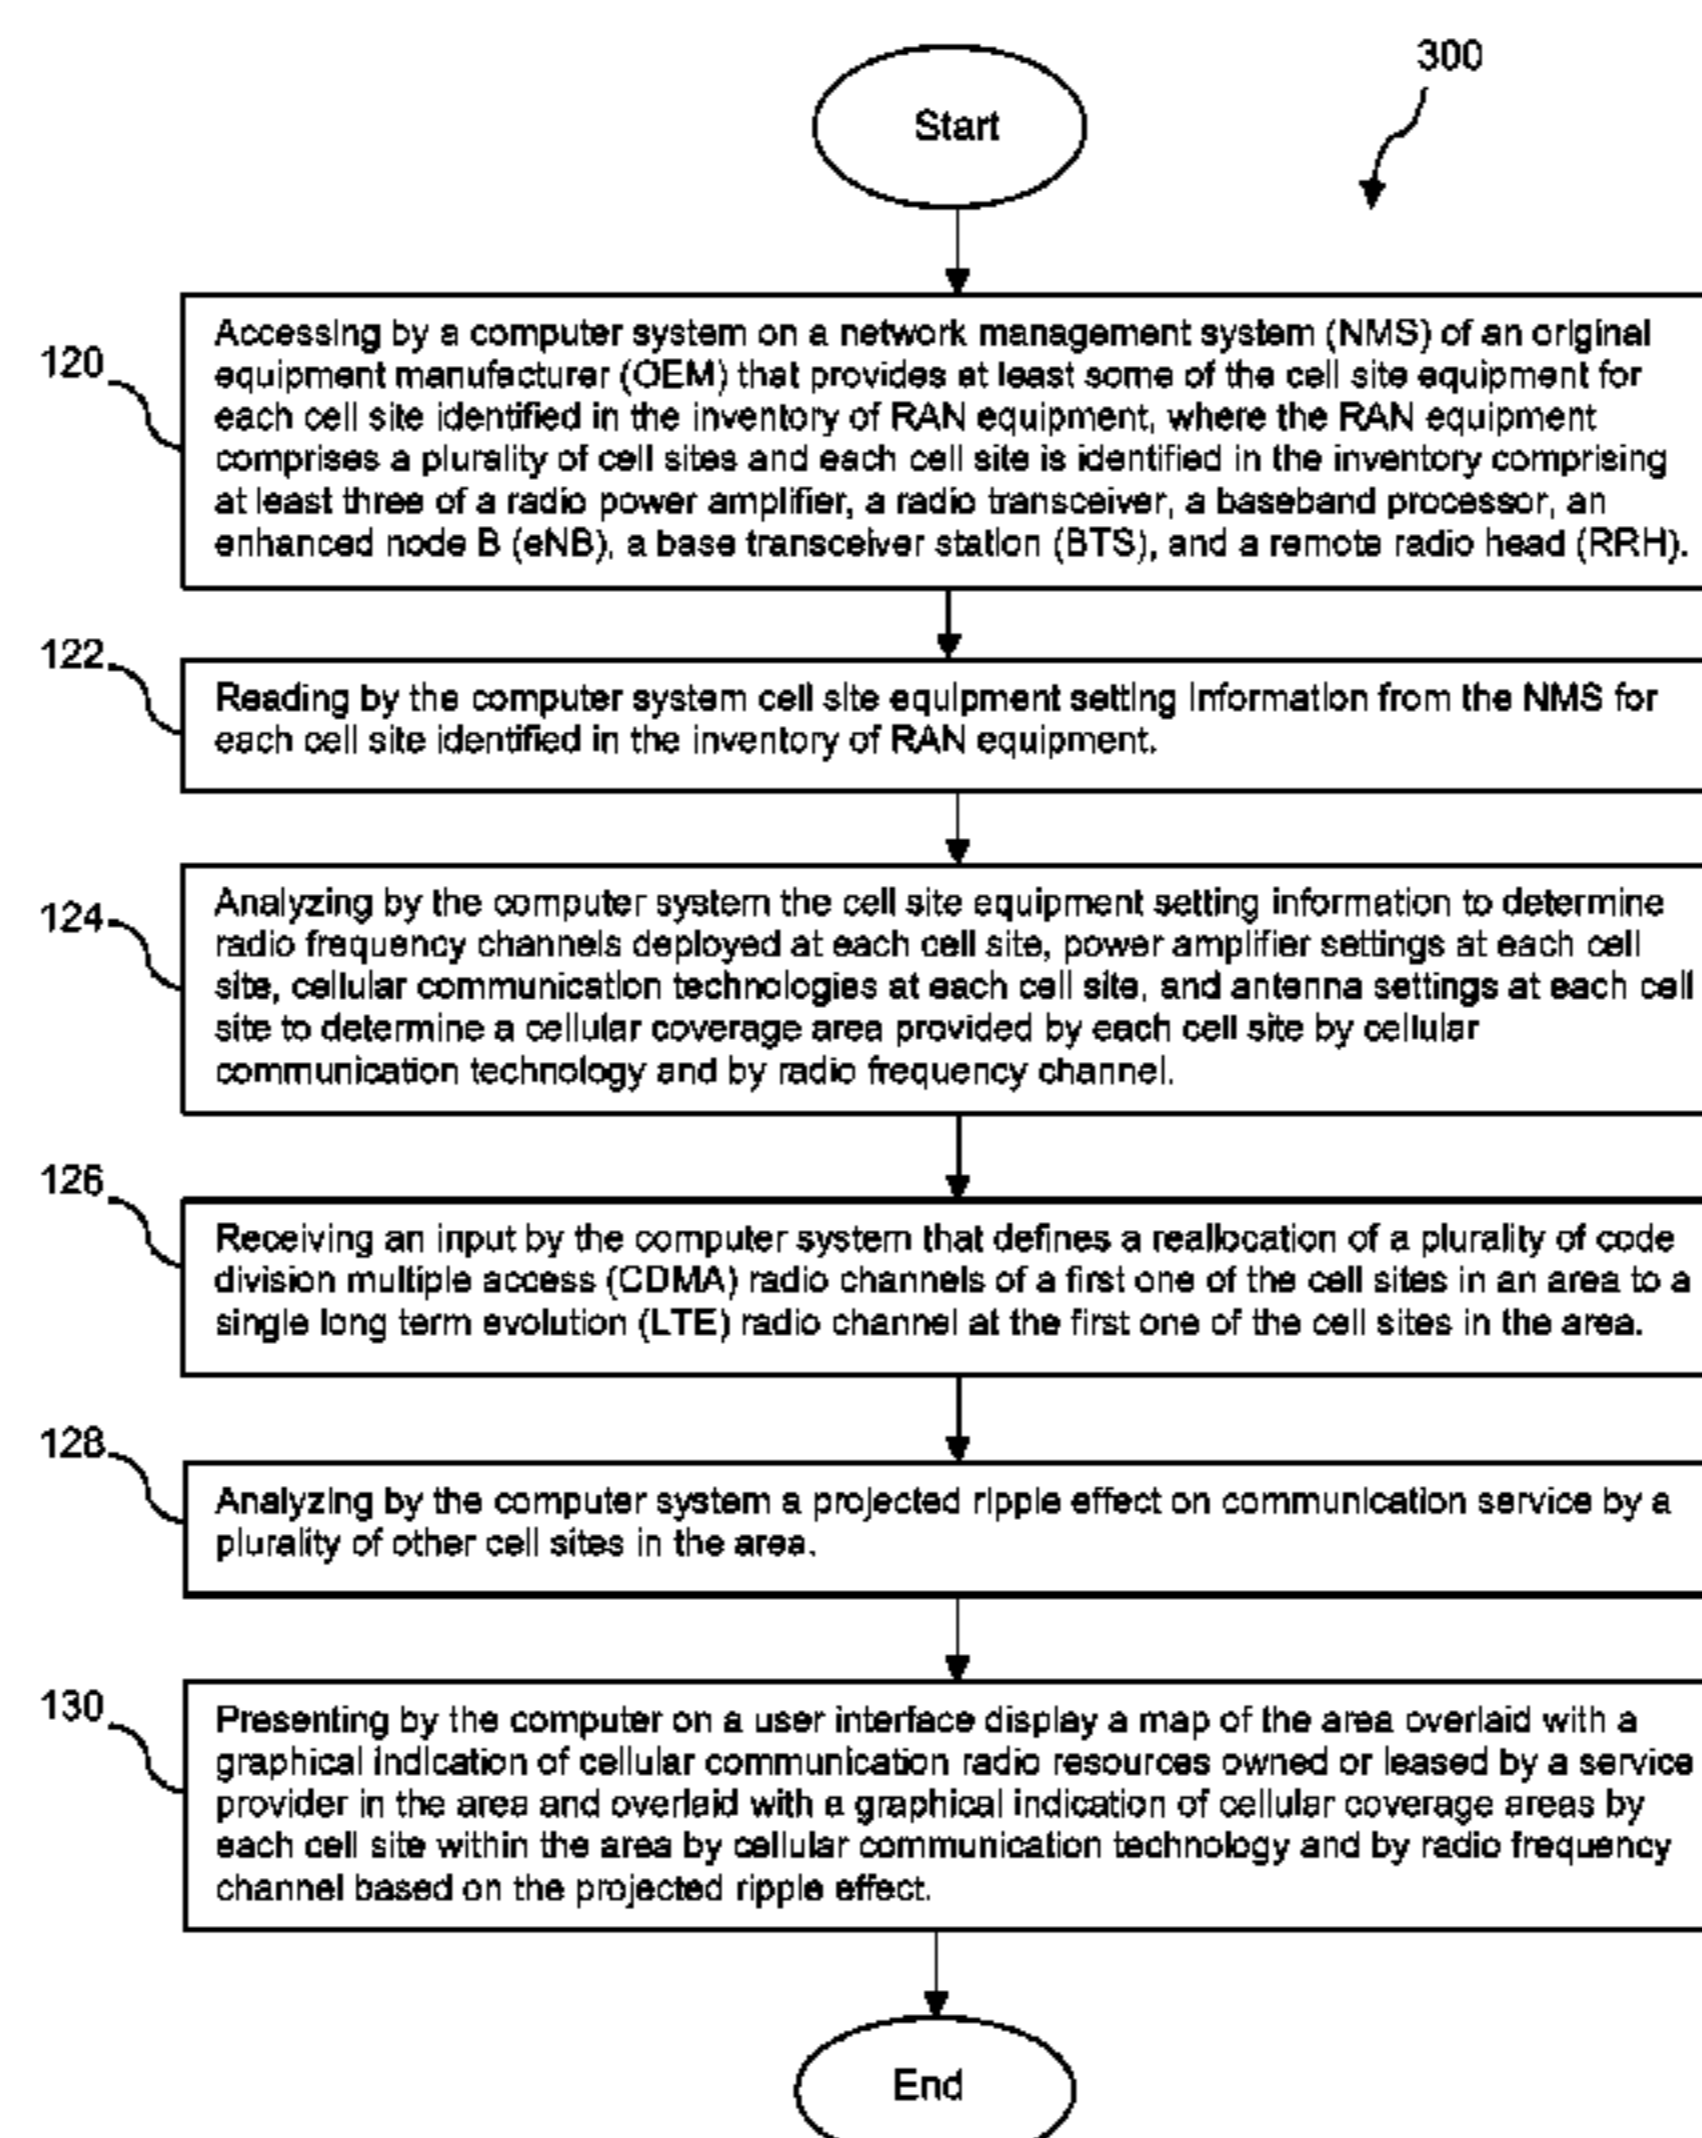 300
Start
120
Accessing by a computer system on a network management system (NMS) of an original
equipment manufacturer (OEM) that provides at least some of the cell site equipment for
each cell site identified in the inventory of RAN equipment, where the RAN equipment
comprises a plurality of cell sites and each cell site is identified in the inventory comprising
at least three of a radio power amplifier, a radio transceiver, a baseband processor, an
enhanced node B (eNB), a base transceiver station (BTS), and a remote radio head (RRH).
122
Reading by the computer system cell site equipment setting information from the NMS for
each cell site identified in the inventory of RAN equipment.
124
Analyzing by the computer system the cell site equipment setting information to determine
radio frequency channels deployed at each cell site, power amplifier settings at each cell
site, cellular communication technologies at each cell site, and antenna settings at each cell
site to determine a cellular coverage area provided by each cell site by cellular
communication technology and by radio frequency channel.
126
Receiving an input by the computer system that defines a reallocation of a plurality of code
division multiple access (CDMA) radio channels of a first one of the cell sites in an area to a
single long term evolution (LTE) radio channel at the first one of the cell sites in the area.
128
Analyzing by the computer system a projected ripple effect on communication service by a
plurality of other cell sites in the area.
130
Presenting by the computer on a user interface display a map of the area overlaid with a
graphical indication of cellular communication radio resources owned or leased by a service
provider in the area and overlaid with a graphical indication of cellular coverage areas by
each cell site within the area by cellular communication technology and by radio frequency
channel based on the projected ripple effect.
End